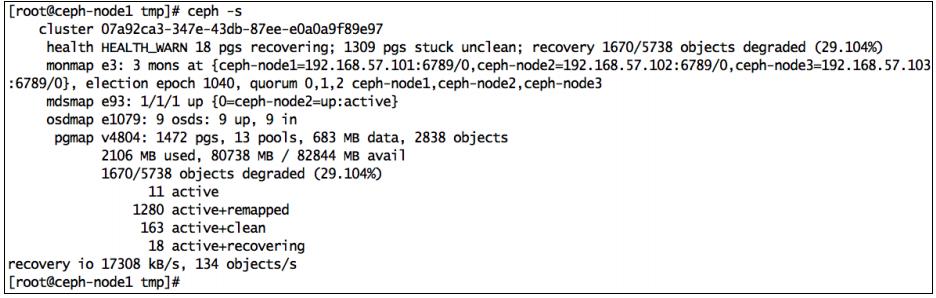 [root@ceph-node1 tmp]# ceph -s
cluster 07a92ca3-347e-43db-87ee-e0a0a9f89e97
health HEALTH_WARN 18 pgs recovering; 1309 pgs stuck unclean; recovery 1670/5738 objects degraded (29.104%)
monmap e3: 3 mons at {ceph-node1=192.168.57.101:6789/0,ceph-node2=192.168.57.102:6789/0,ceph-node3=192.168.57.103
:6789/0}, election epoch 1040, quorum 0,1,2 ceph-node1,ceph-node2,ceph-node3
mdsmap e93: 1/1/1 up {0=ceph-node2=up:active}
osdmap e1079: 9 osds: 9 up, 9 in
pgmap v4804: 1472 pgs, 13 pools, 683 MB data, 2838 objects
2106 MB used, 80738 MB / 82844 MB avail
1670/5738 objects degraded (29.104%)
11 active
1280 active+remapped
163 active+clean
18 active+recovering
recovery io 17308 kB/s, 134 objects/s
[root@ceph-node1 tmp]#